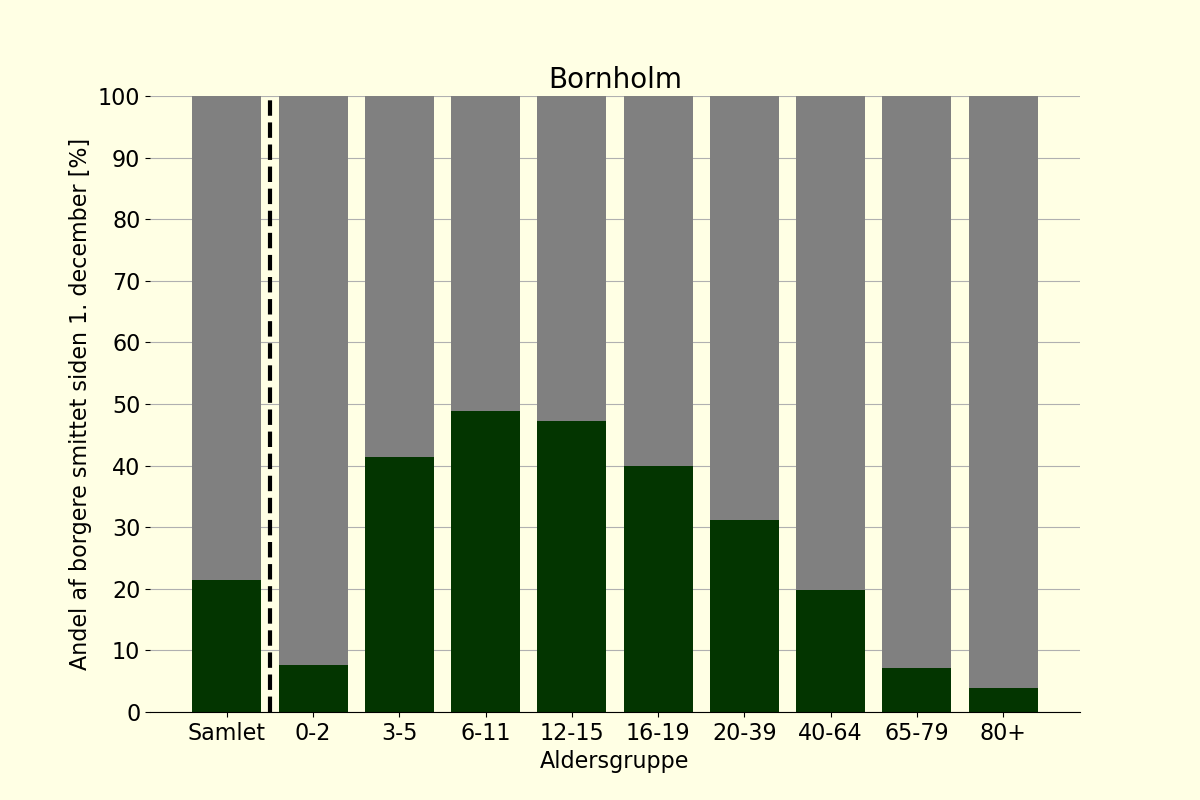 Bornholm
Andel af borgere smittet siden 1. december [%]
100
90
80
70
60
50
40
30
20
10
0
Samlet 0-2 3-5 6-11 12-15 16-19 20-39 40-64 65-79 80+
Aldersgruppe